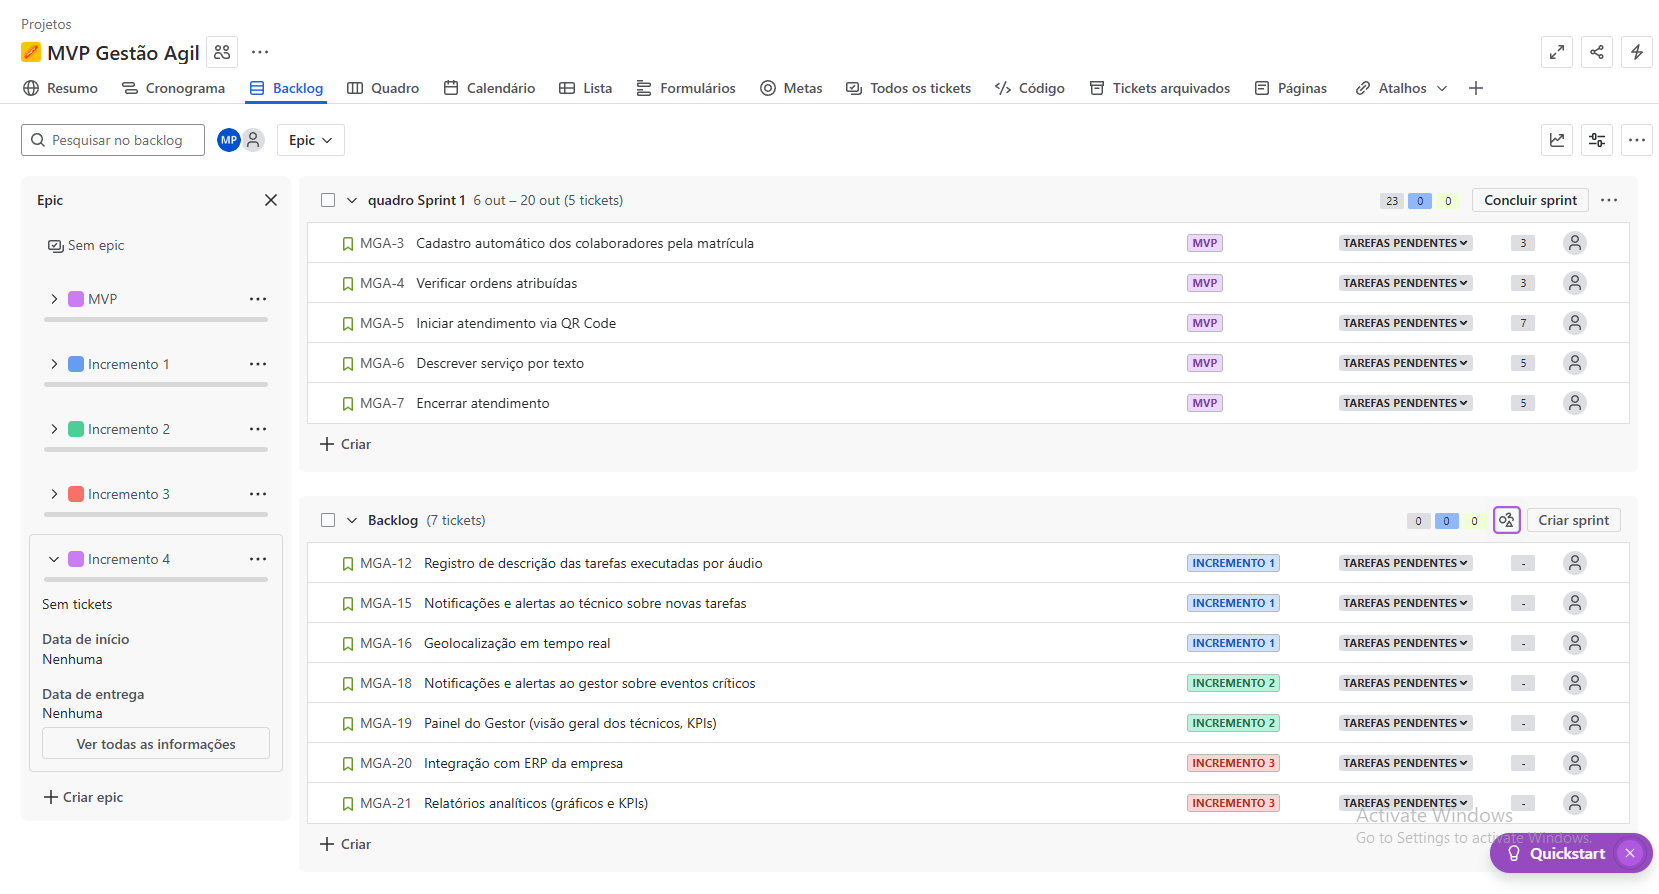 Projetos
MVP Gestão Agil
Resumo Cronograma Backlog Quadro Calendário Lista Formulários Metas Todos os tickets Código Tickets arquivados Páginas Atalhos
Pesquisar no backlog MP Epic
Epic
Sem epic
MVP
Incremento 1
Incremento 2
Incremento 3
Incremento 4
Sem tickets
Data de início
Nenhuma
Data de entrega
Nenhuma
Ver todas as informações
Criar epic
quadro Sprint 1 6 out – 20 out (5 tickets) 23 0 0 Concluir sprint
MGA-3 Cadastro automático dos colaboradores pela matrícula MVP TAREFAS PENDENTES 3
MGA-4 Verificar ordens atribuídas MVP TAREFAS PENDENTES 3
MGA-5 Iniciar atendimento via QR Code MVP TAREFAS PENDENTES 7
MGA-6 Descrever serviço por texto MVP TAREFAS PENDENTES 5
MGA-7 Encerrar atendimento MVP TAREFAS PENDENTES 5
Criar
Backlog (7 tickets) 0 0 0 Criar sprint
MGA-12 Registro de descrição das tarefas executadas por áudio INCREMENTO 1 TAREFAS PENDENTES -
MGA-15 Notificações e alertas ao técnico sobre novas tarefas INCREMENTO 1 TAREFAS PENDENTES -
MGA-16 Geolocalização em tempo real INCREMENTO 1 TAREFAS PENDENTES -
MGA-18 Notificações e alertas ao gestor sobre eventos críticos INCREMENTO 2 TAREFAS PENDENTES -
MGA-19 Painel do Gestor (visão geral dos técnicos, KPIs) INCREMENTO 2 TAREFAS PENDENTES -
MGA-20 Integração com ERP da empresa INCREMENTO 3 TAREFAS PENDENTES -
MGA-21 Relatórios analíticos (gráficos e KPIs) INCREMENTO 3 TAREFAS PENDENTES -
Criar
Activate Windows
Go to Settings to activate Windows.
Quickstart